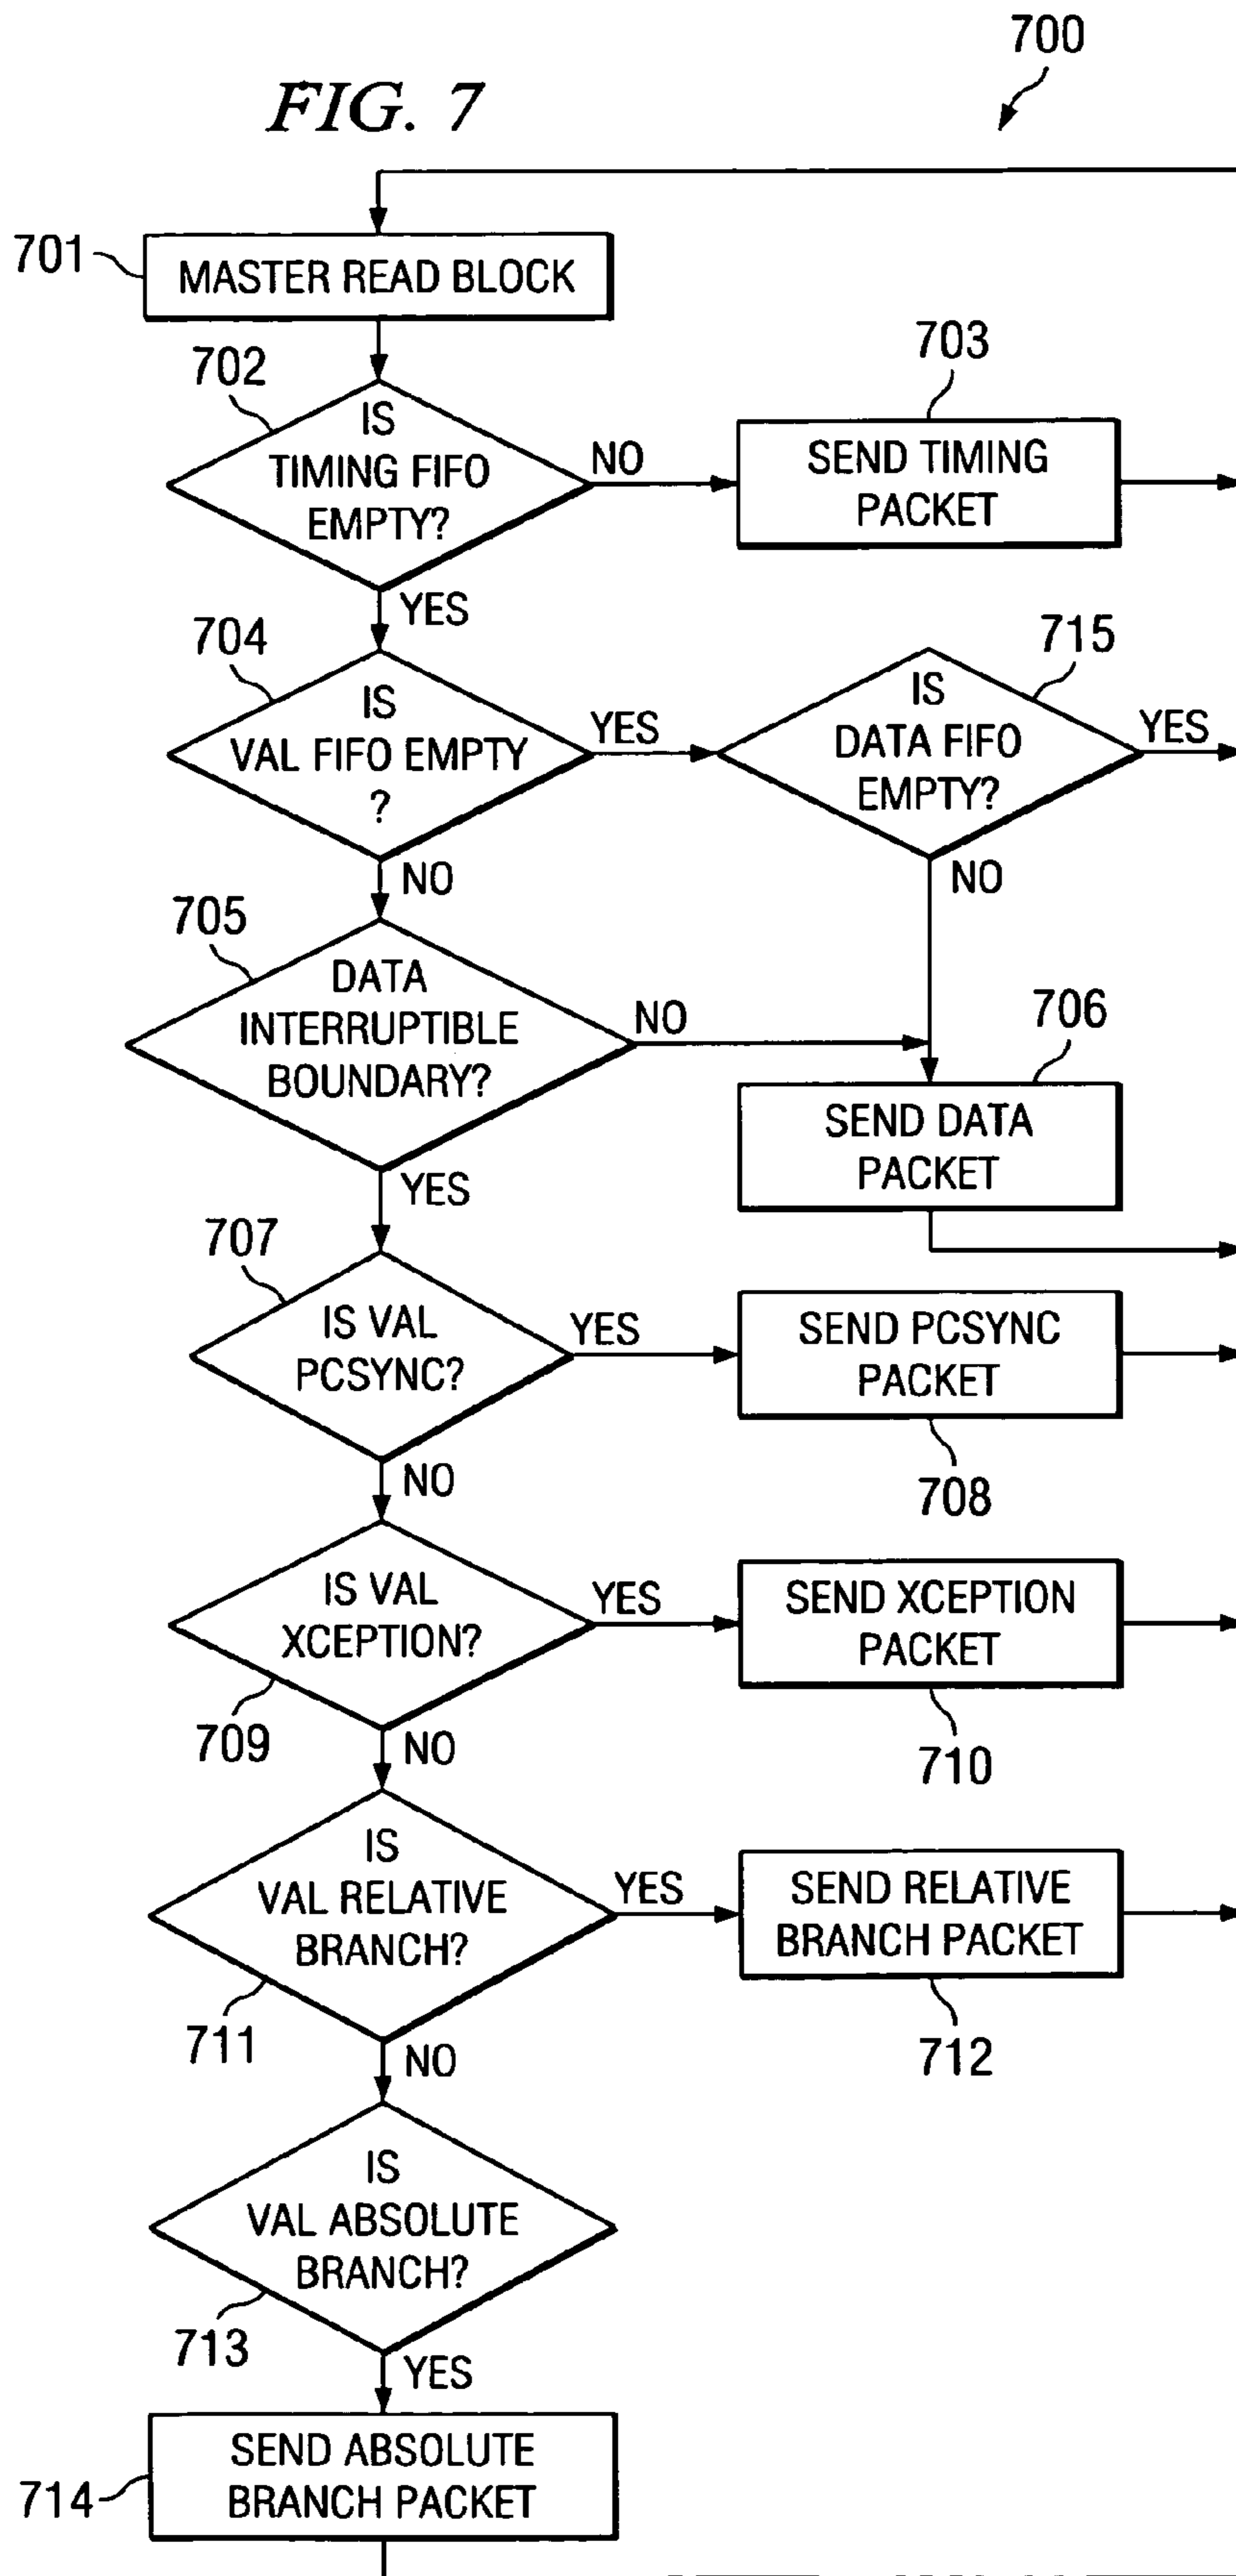 700
FIG. 7
701
MASTER READ BLOCK
702
IS
TIMING FIFO
EMPTY?
NO
703
SEND TIMING
PACKET
YES
704
IS
VAL FIFO EMPTY
?
YES
715
IS
DATA FIFO
EMPTY?
YES
NO
NO
705
DATA
INTERRUPTIBLE
BOUNDARY?
NO
706
SEND DATA
PACKET
YES
707
IS VAL
PCSYNC?
YES
SEND PCSYNC
PACKET
708
NO
IS VAL
XCEPTION?
709
YES
SEND XCEPTION
PACKET
710
NO
IS
VAL RELATIVE
BRANCH?
711
YES
SEND RELATIVE
BRANCH PACKET
712
NO
IS
VAL ABSOLUTE
BRANCH?
713
YES
SEND ABSOLUTE
BRANCH PACKET
714